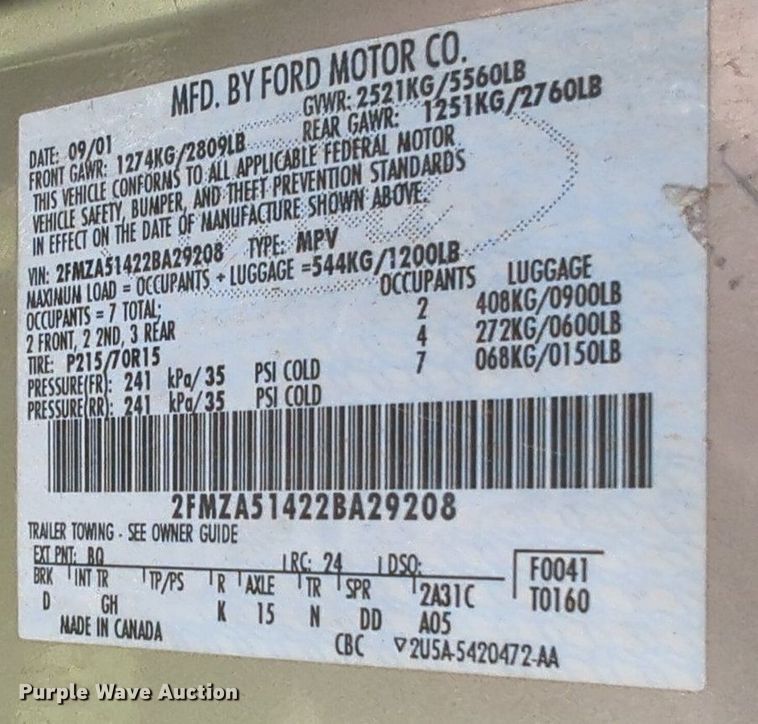 MFD. BY FORD MOTOR CO.
DATE: 09/01 GVWR: 2521KG/5560LB
FRONT GAWR: 1274KG/2809LB REAR GAWR: 1251KG/2760LB
THIS VEHICLE CONFORMS TO ALL APPLICABLE FEDERAL MOTOR
VEHICLE SAFETY, BUMPER, AND THEFT PREVENTION STANDARDS
IN EFFECT ON THE DATE OF MANUFACTURE SHOWN ABOVE.
VIN: 2FMZA51422BA29208 TYPE: MPV
MAXIMUM LOAD = OCCUPANTS + LUGGAGE =544KG/1200LB
OCCUPANTS = 7 TOTAL; OCCUPANTS LUGGAGE
2 FRONT, 2 2ND, 3 REAR 2 408KG/0900LB
TIRE: P215/70R15 4 272KG/0600LB
PRESSURE(FR): 241 kPa/35 PSI COLD 7 068KG/0150LB
PRESSURE(RR): 241 kPa/35 PSI COLD
2FMZA51422BA29208
TRAILER TOWING - SEE OWNER GUIDE
EXT PNT: BQ RC: 24 DSO: F0041
BRK INT TR TP/PS R AXLE TR SPR 2A31C T0160
D GH K 15 N DD A05
MADE IN CANADA CBC ▽2U5A-5420472-AA
Purple Wave Auction